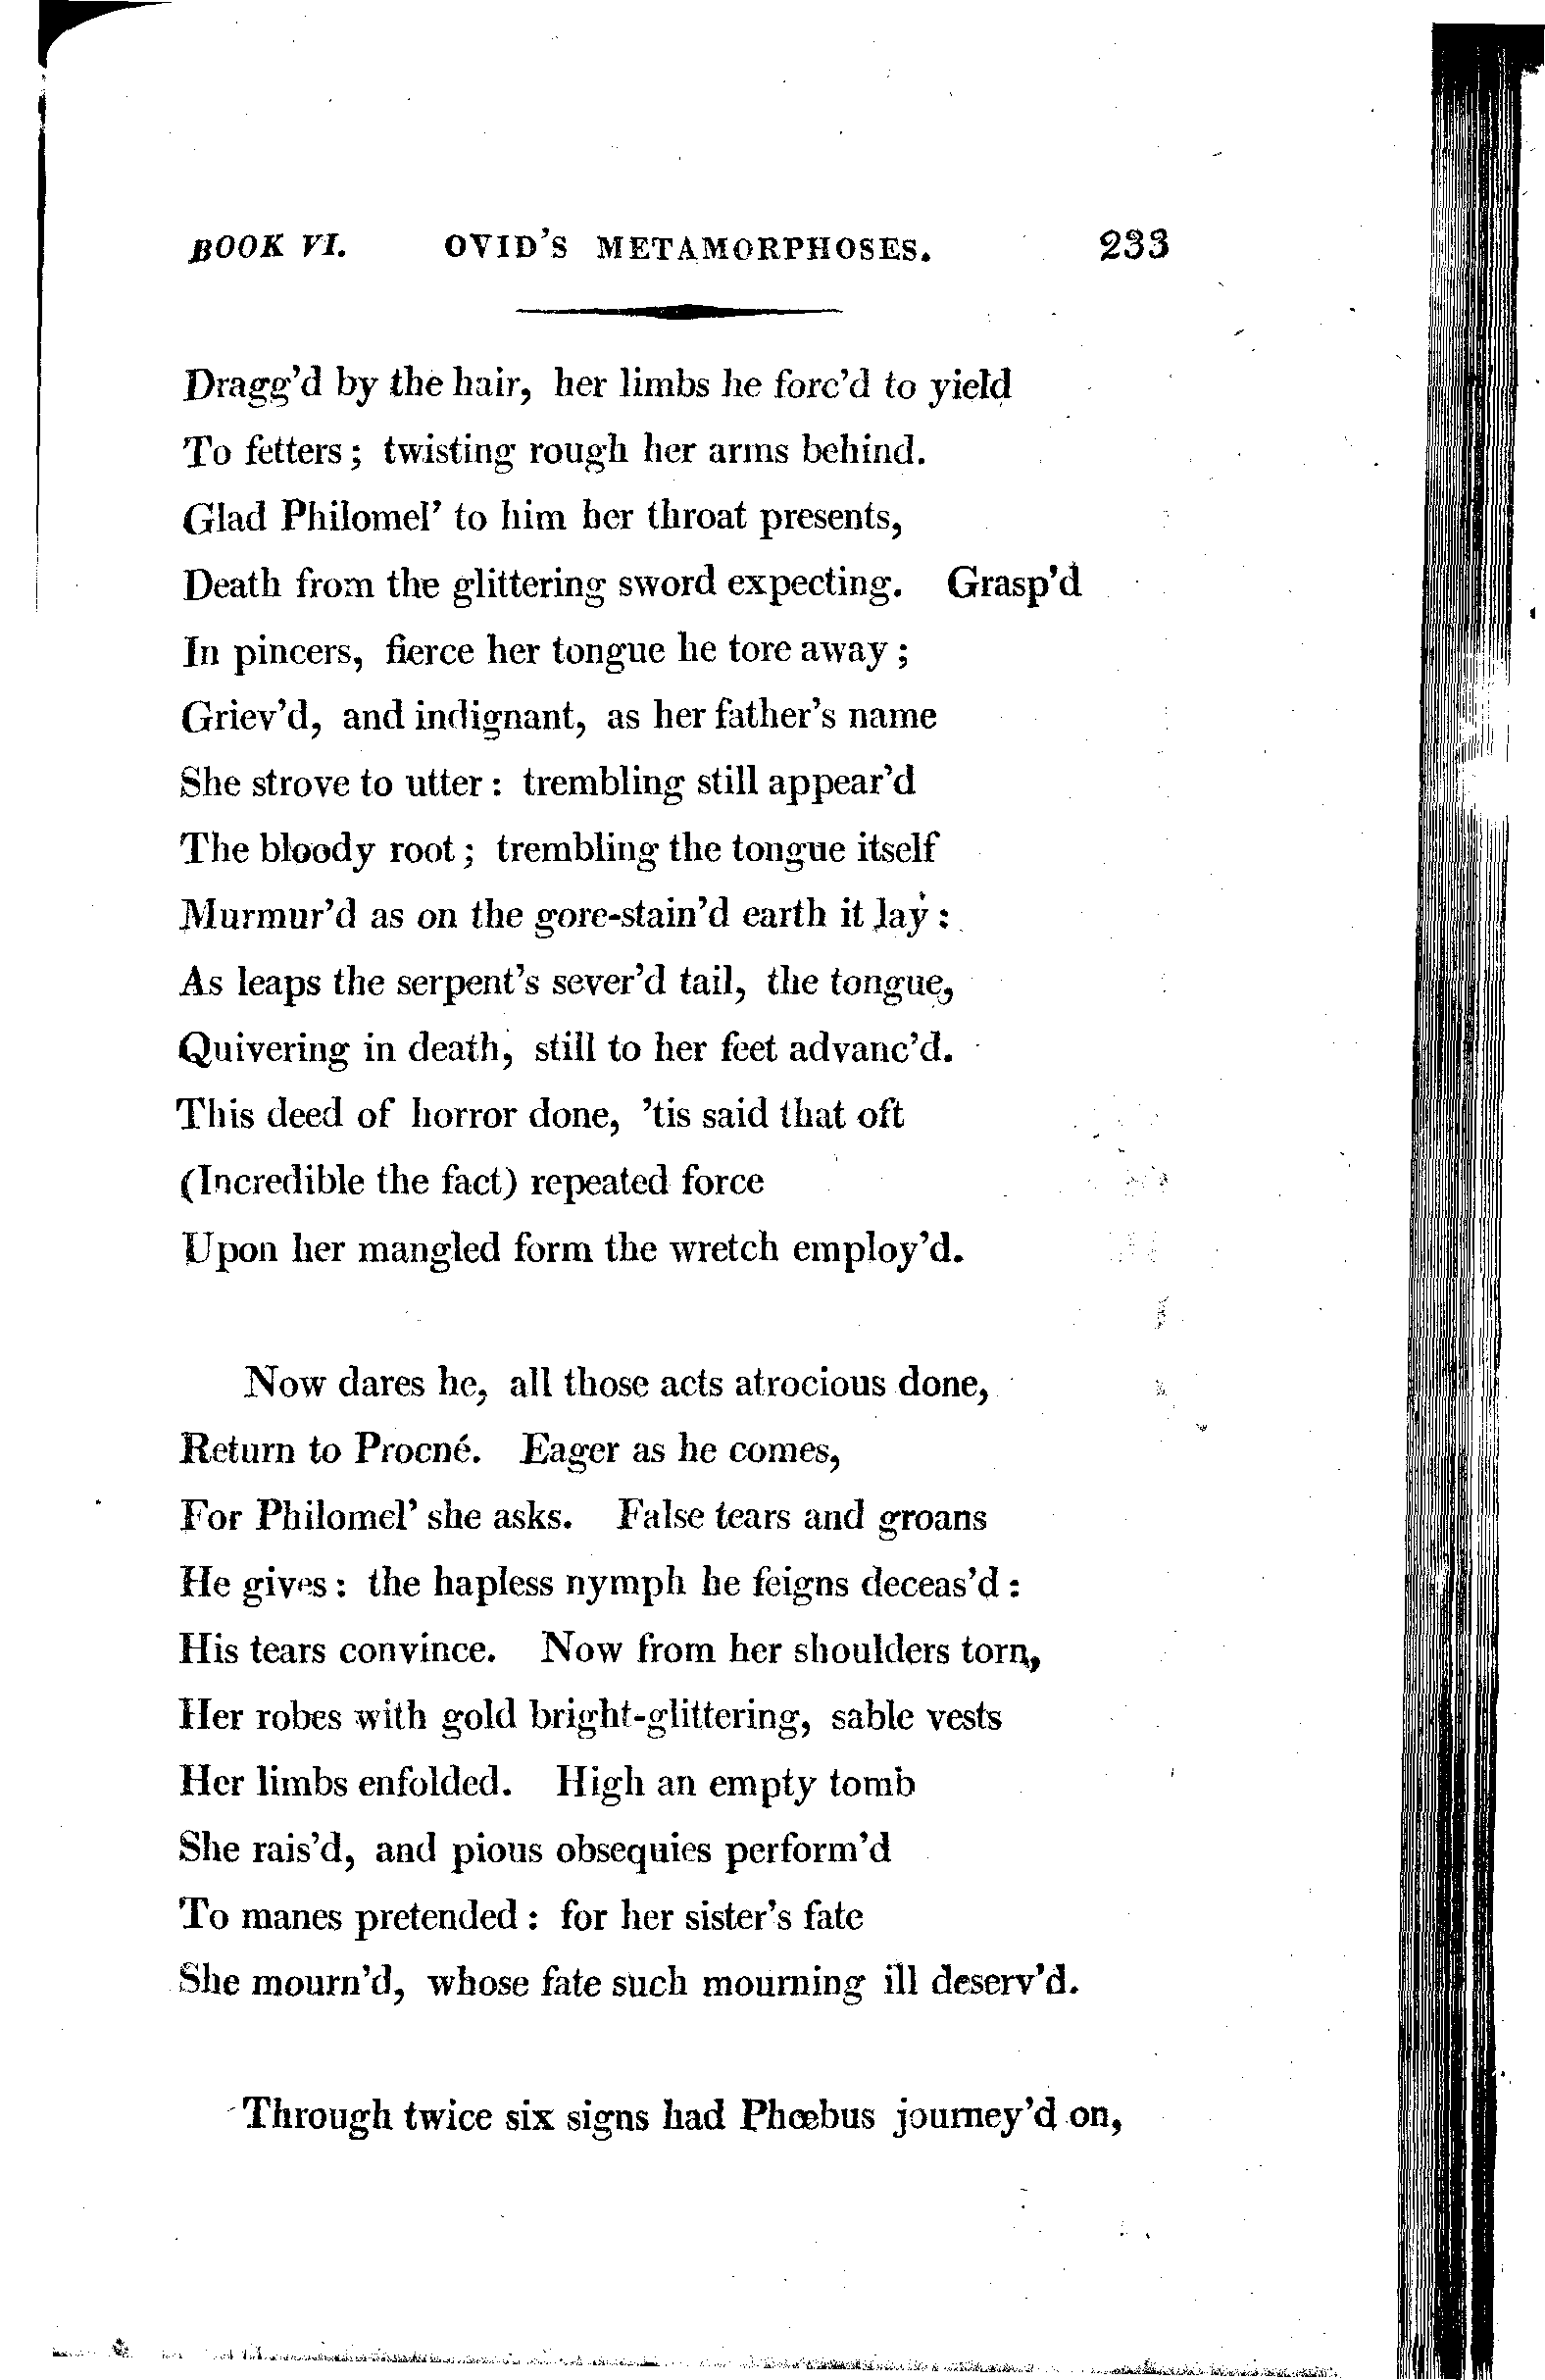 BOOK VI. OVID'S METAMORPHOSES. 233
Dragg'd by the hair, her limbs he forc'd to yield
To fetters; twisting rough her arms behind.
Glad Philomel' to him her throat presents,
Death from the glittering sword expecting. Grasp'd
In pincers, fierce her tongue he tore away;
Griev'd, and indignant, as her father's name
She strove to utter: trembling still appear'd
The bloody root; trembling the tongue itself
Murmur'd as on the gore-stain'd earth it lay:
As leaps the serpent's sever'd tail, the tongue,
Quivering in death, still to her feet advanc'd.
This deed of horror done, 'tis said that oft
(Incredible the fact) repeated force
Upon her mangled form the wretch employ'd.
Now dares he, all those acts atrocious done,
Return to Procné. Eager as he comes,
For Philomel' she asks. False tears and groans
He gives: the hapless nymph he feigns deceas'd:
His tears convince. Now from her shoulders torn,
Her robes with gold bright-glittering, sable vests
Her limbs enfolded. High an empty tomb
She rais'd, and pious obsequies perform'd
To manes pretended: for her sister's fate
She mourn'd, whose fate such mourning ill deserv'd.
Through twice six signs had Phœbus journey'd on,